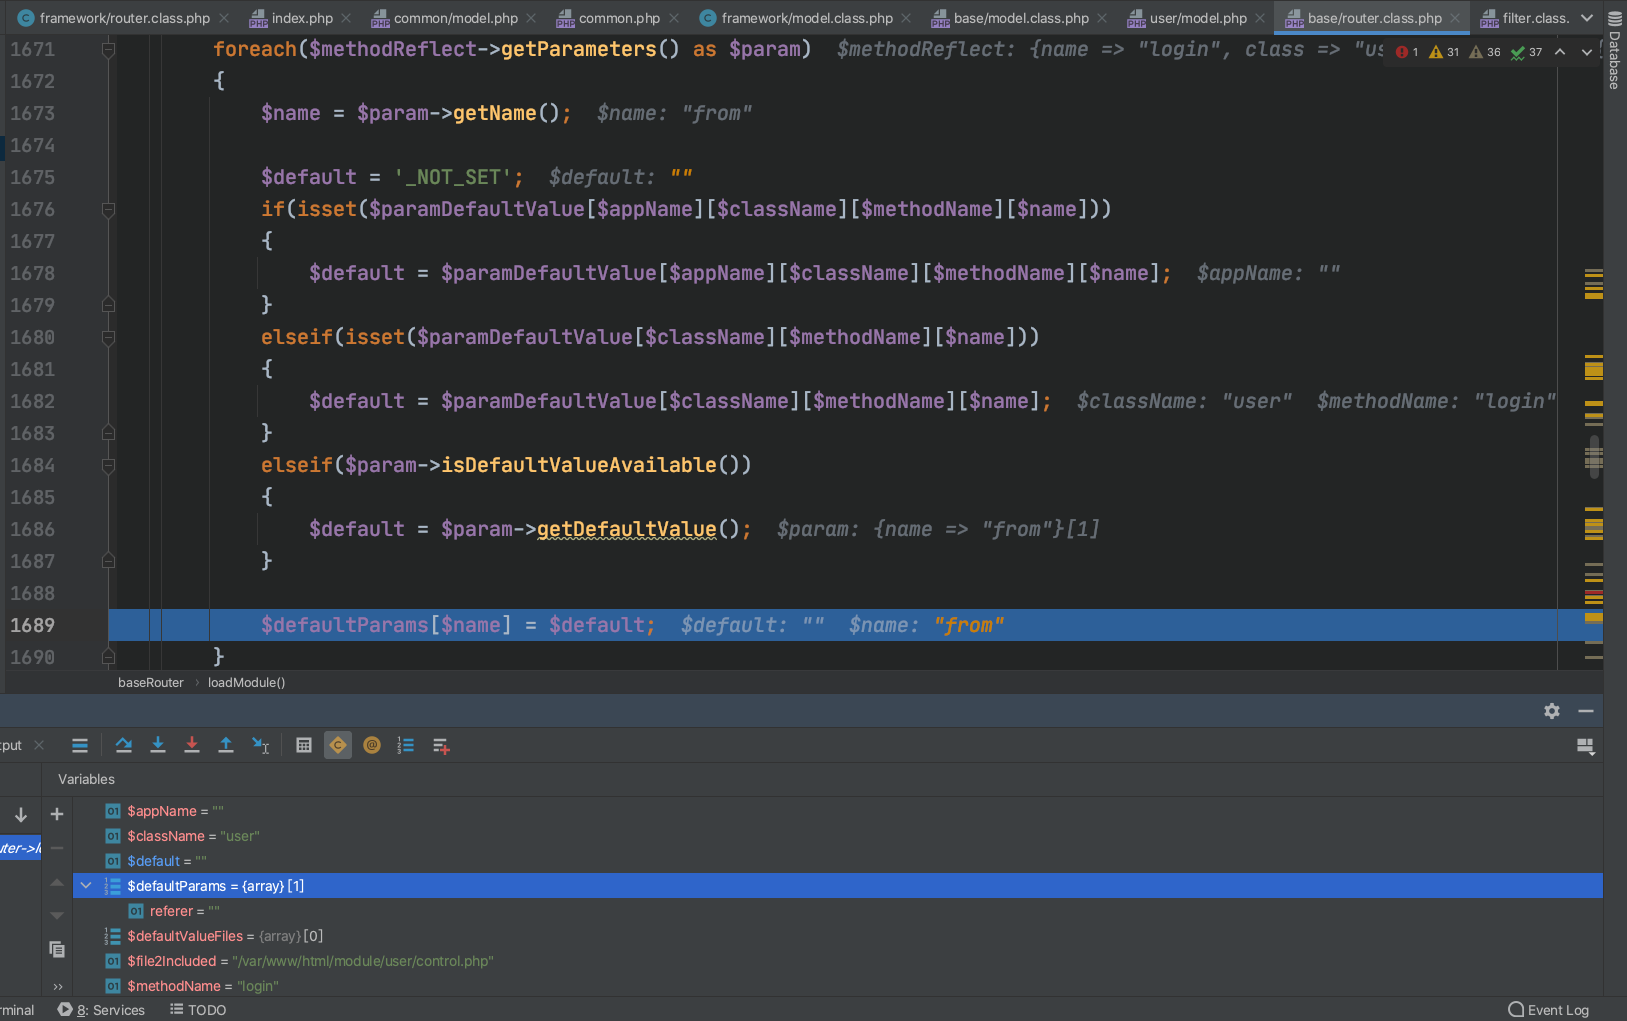 framework/router.class.php index.php common/model.php common.php framework/model.class.php base/model.class.php user/model.php base/router.class.php filter.class.
1671 foreach($methodReflect->getParameters() as $param) $methodReflect: {name => "login", class => "us 1 31 36 37
1672 {
1673 $name = $param->getName(); $name: "from"
1674
1675 $default = '_NOT_SET'; $default: ""
1676 if(isset($paramDefaultValue[$appName][$className][$methodName][$name]))
1677 {
1678 $default = $paramDefaultValue[$appName][$className][$methodName][$name]; $appName: ""
1679 }
1680 elseif(isset($paramDefaultValue[$className][$methodName][$name]))
1681 {
1682 $default = $paramDefaultValue[$className][$methodName][$name]; $className: "user" $methodName: "login"
1683 }
1684 elseif($param->isDefaultValueAvailable())
1685 {
1686 $default = $param->getDefaultValue(); $param: {name => "from"}[1]
1687 }
1688
1689 $defaultParams[$name] = $default; $default: "" $name: "from"
1690 }
Database
baseRouter › loadModule()
tput
Variables
uter->l
$appName = ""
$className = "user"
$default = ""
$defaultParams = {array} [1]
referer = ""
$defaultValueFiles = {array} [0]
$file2Included = "/var/www/html/module/user/control.php"
$methodName = "login"
rminal 8: Services TODO Event Log